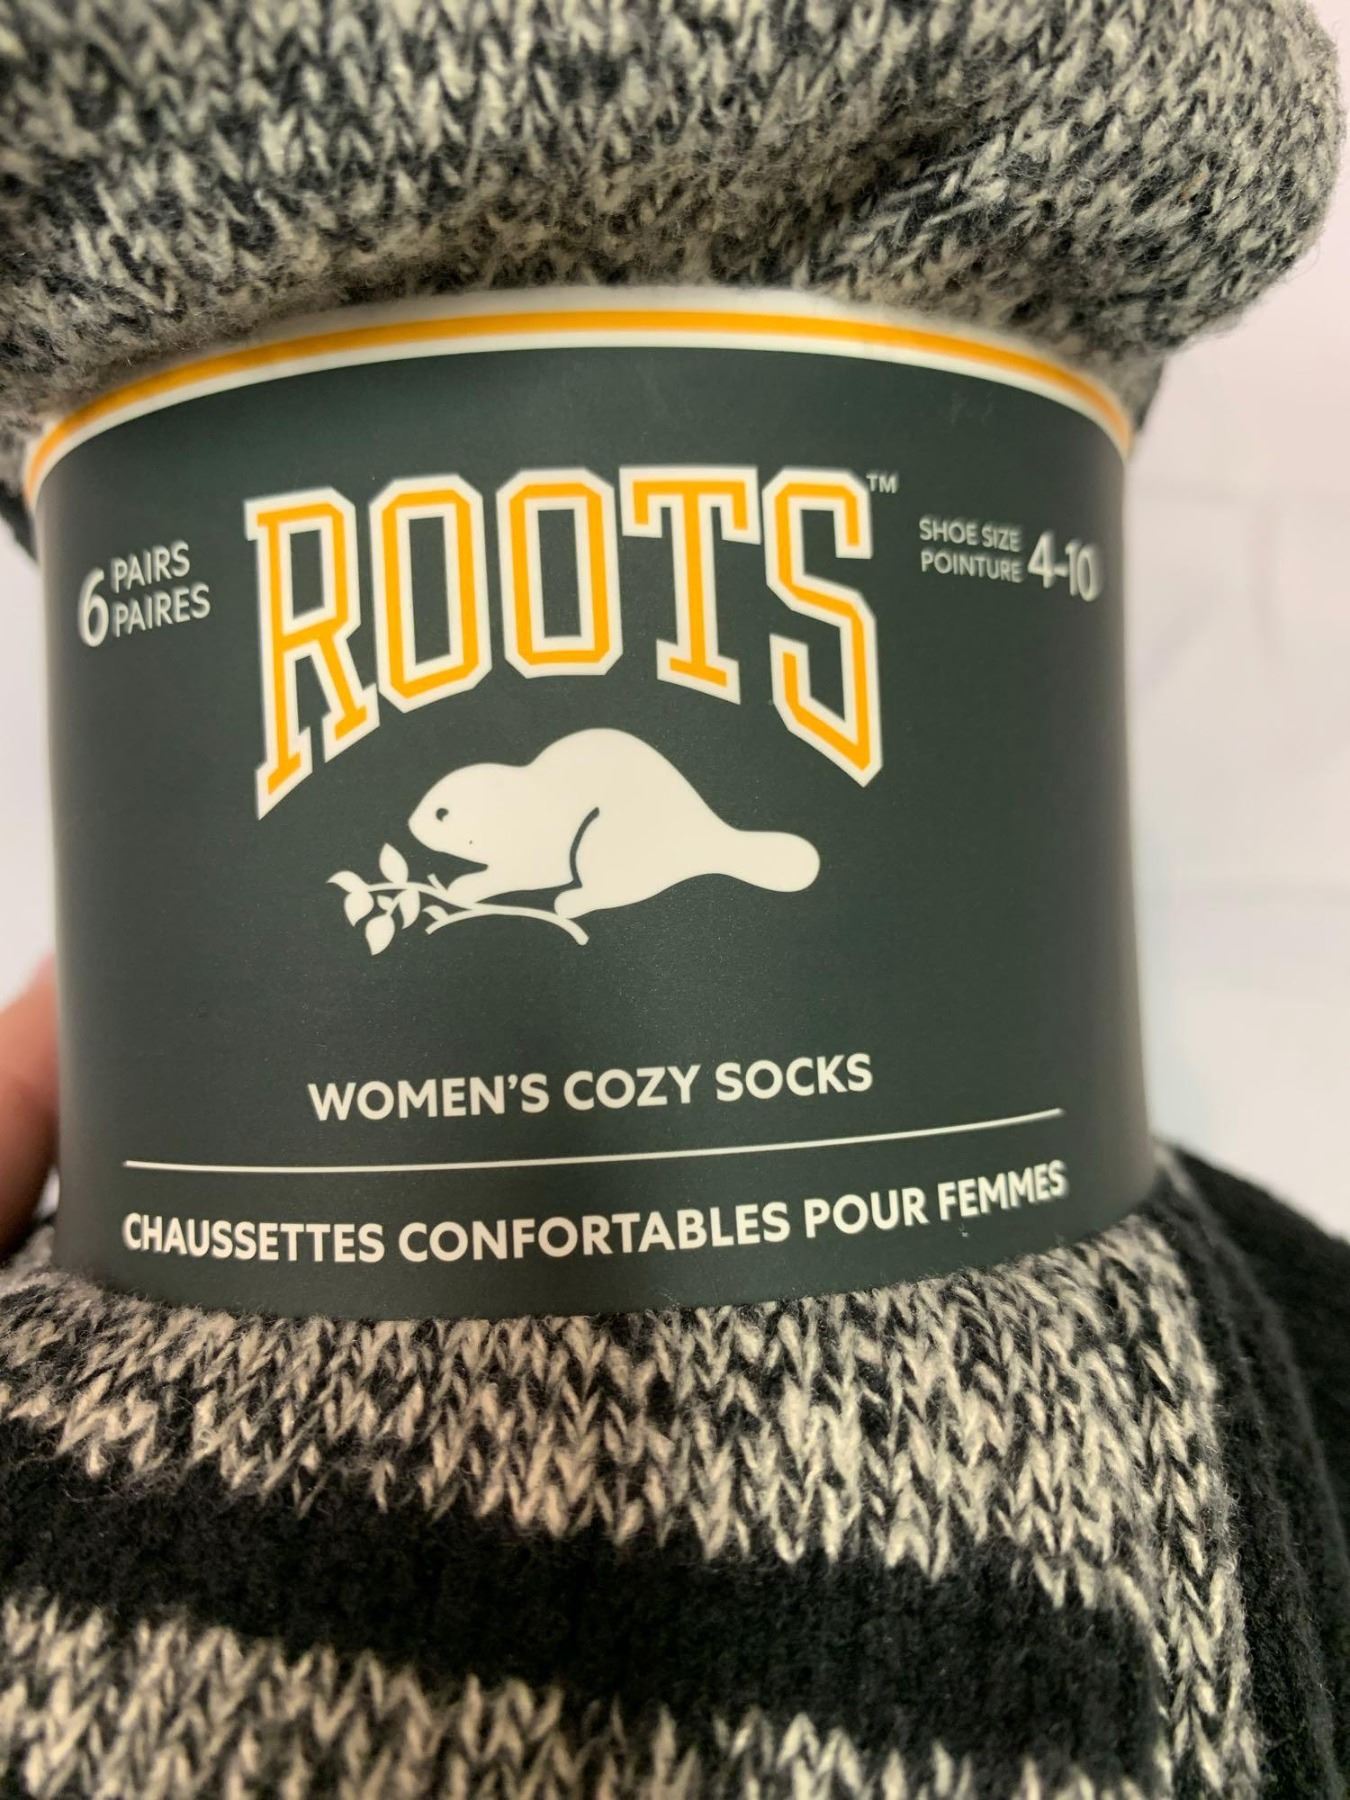 ROOTS™
6 PAIRS
PAIRES
SHOE SIZE
POINTURE 4-10
WOMEN'S COZY SOCKS
CHAUSSETTES CONFORTABLES POUR FEMMES